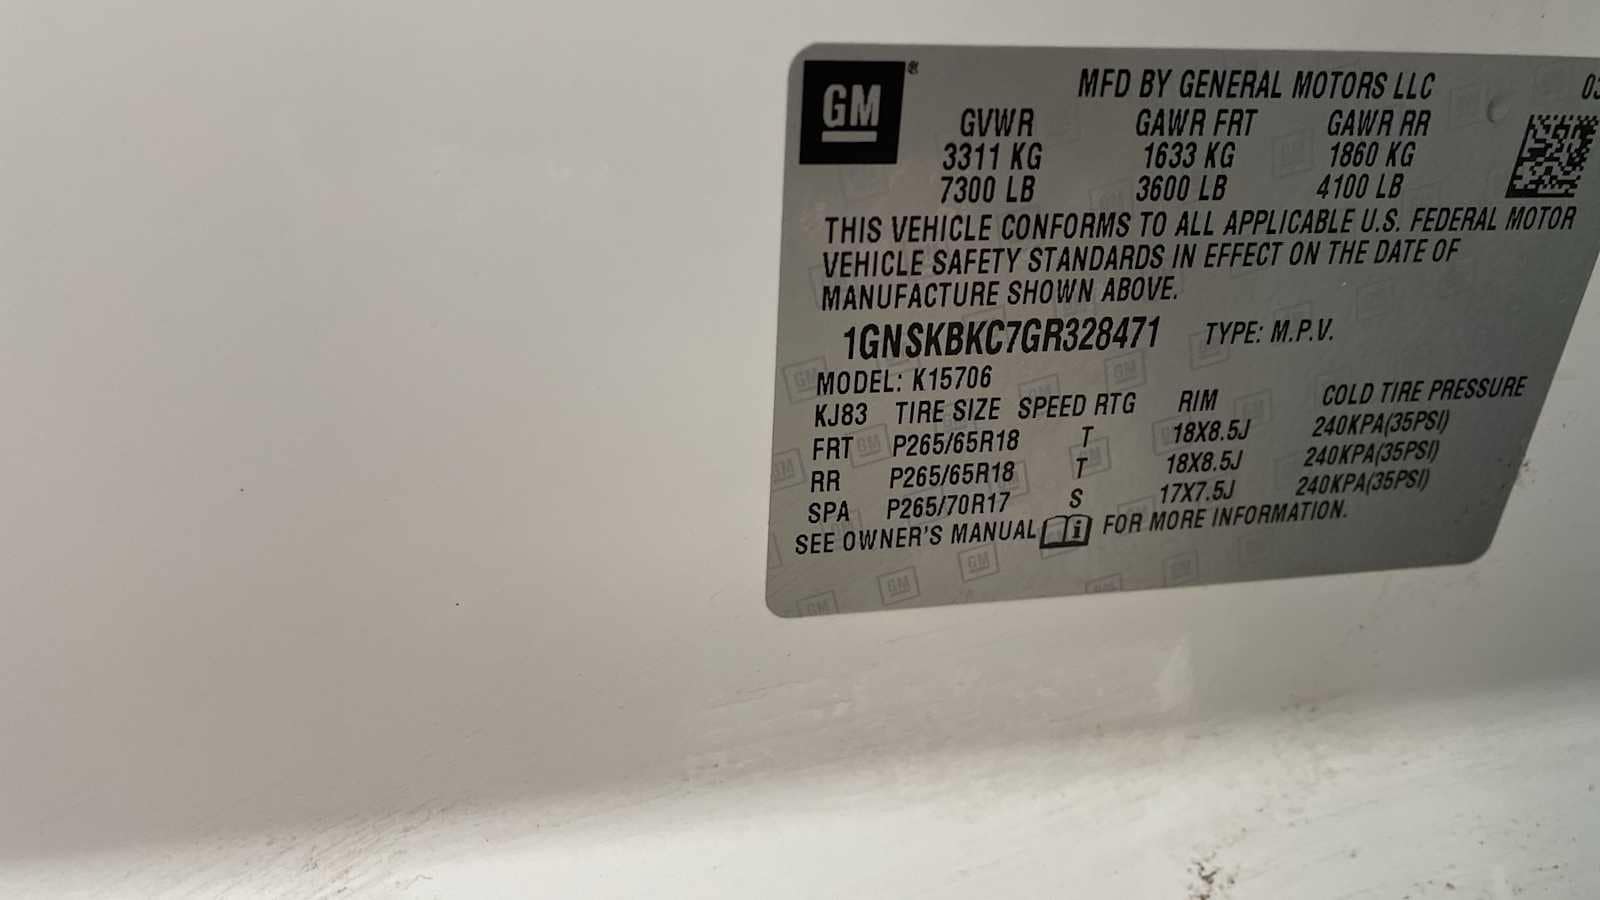 GM ® MFD BY GENERAL MOTORS LLC 03
GVWR GAWR FRT GAWR RR
3311 KG 1633 KG 1860 KG
7300 LB 3600 LB 4100 LB
THIS VEHICLE CONFORMS TO ALL APPLICABLE U.S. FEDERAL MOTOR
VEHICLE SAFETY STANDARDS IN EFFECT ON THE DATE OF
MANUFACTURE SHOWN ABOVE.
1GNSKBKC7GR328471 TYPE: M.P.V.
MODEL: K15706
KJ83 TIRE SIZE SPEED RTG RIM COLD TIRE PRESSURE
FRT P265/65R18 T 18X8.5J 240KPA(35PSI)
RR P265/65R18 T 18X8.5J 240KPA(35PSI)
SPA P265/70R17 S 17X7.5J 240KPA(35PSI)
SEE OWNER'S MANUAL i FOR MORE INFORMATION.